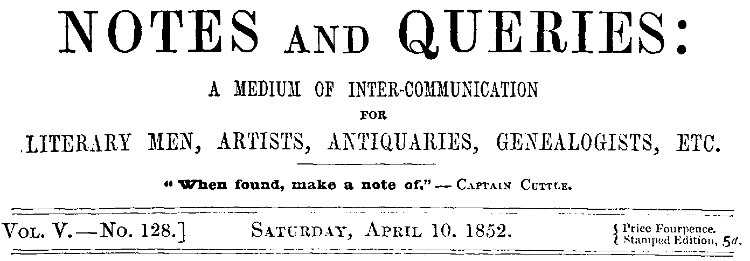 NOTES AND QUERIES:
A MEDIUM OF INTER-COMMUNICATION
FOR
LITERARY MEN, ARTISTS, ANTIQUARIES, GENEALOGISTS, ETC.
"When found, make a note of."—CAPTAIN CUTTLE.
VOL. V.—No. 128.] SATURDAY, APRIL 10. 1852. { Price Fourpence.
{ Stamped Edition, 5d.